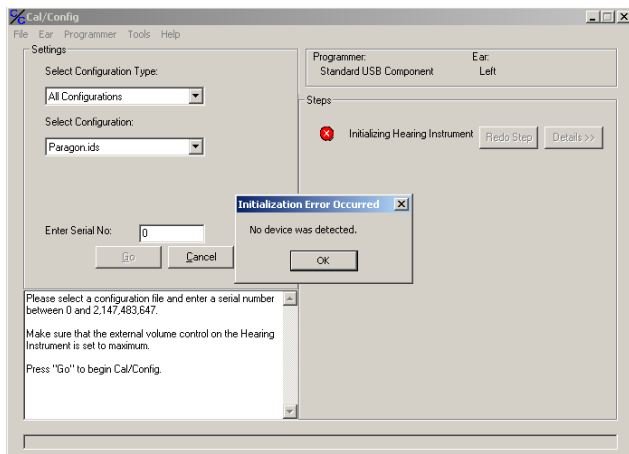 Cal/Config
File Ear Programmer Tools Help
Settings
Select Configuration Type:
All Configurations
Select Configuration:
Paragon.ids
Enter Serial No:
0
Go
Cancel
Please select a configuration file and enter a serial number
between 0 and 2,147,483,647.
Make sure that the external volume control on the Hearing
Instrument is set to maximum.
Press "Go" to begin Cal/Config.
Programmer:
Ear:
Standard USB Component
Left
Steps
Initializing Hearing Instrument
Redo Step
Details >>
Initialization Error Occurred
No device was detected.
OK